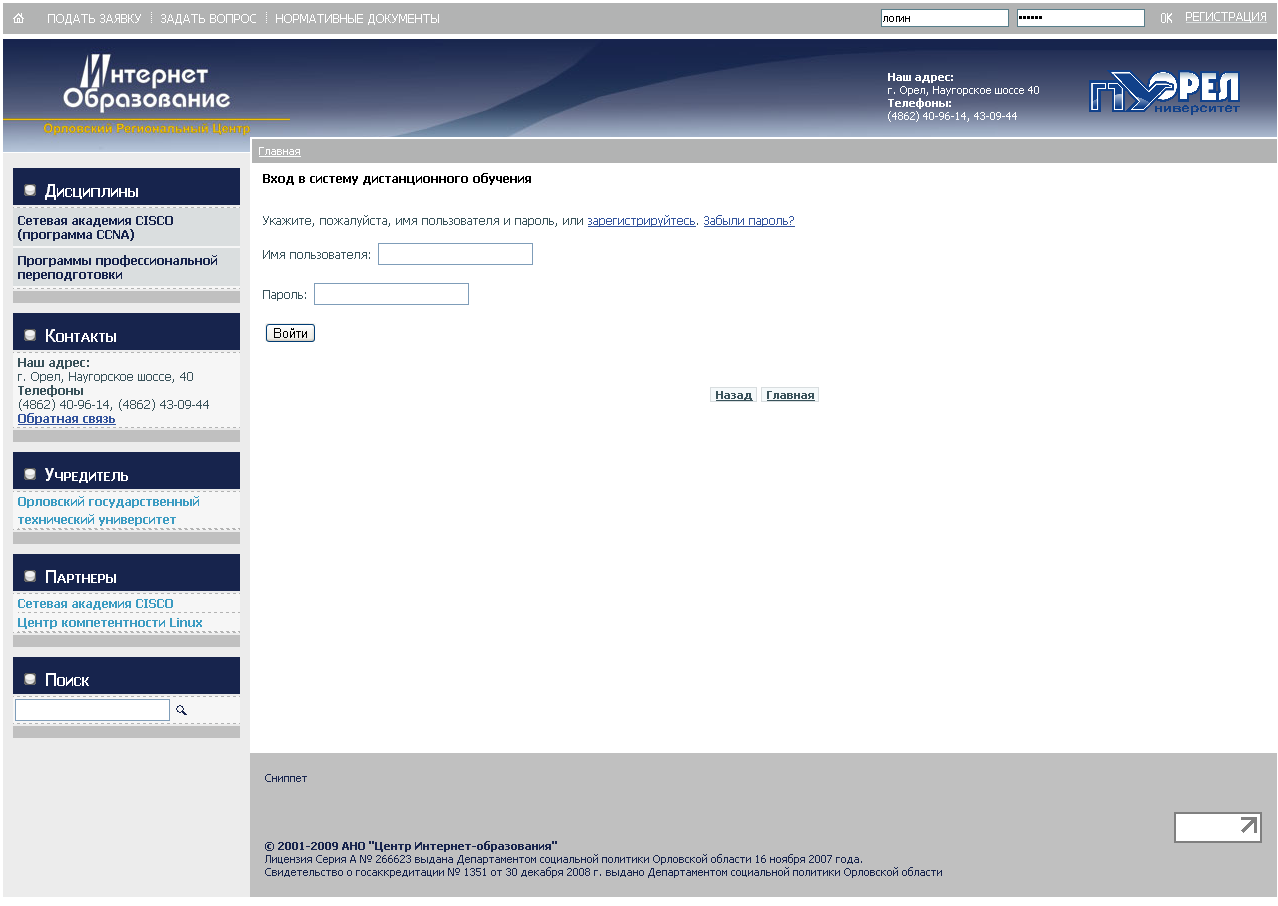 ПОДАТЬ ЗАЯВКУ ЗАДАТЬ ВОПРОС НОРМАТИВНЫЕ ДОКУМЕНТЫ
логин •••••• OK РЕГИСТРАЦИЯ
Интернет
Образование
Орловский Региональный Центр
Наш адрес:
г. Орел, Наугорское шоссе 40
Телефоны:
(4862) 40-96-14, 43-09-44
ГТУ ОРЕЛ
университет
Главная
Дисциплины
Сетевая академия CISCO
(программа CCNA)
Программы профессиональной
переподготовки
Контакты
Наш адрес:
г. Орел, Наугорское шоссе, 40
Телефоны
(4862) 40-96-14, (4862) 43-09-44
Обратная связь
Учредитель
Орловский государственный
технический университет
Партнеры
Сетевая академия CISCO
Центр компетентности Linux
Поиск
Вход в систему дистанционного обучения
Укажите, пожалуйста, имя пользователя и пароль, или зарегистрируйтесь. Забыли пароль?
Имя пользователя:
Пароль:
Войти
Назад Главная
Сниппет
© 2001-2009 АНО "Центр Интернет-образования"
Лицензия Серия А № 266623 выдана Департаментом социальной политики Орловской области 16 ноября 2007 года.
Свидетельство о госаккредитации № 1351 от 30 декабря 2008 г. выдано Департаментом социальной политики Орловской области